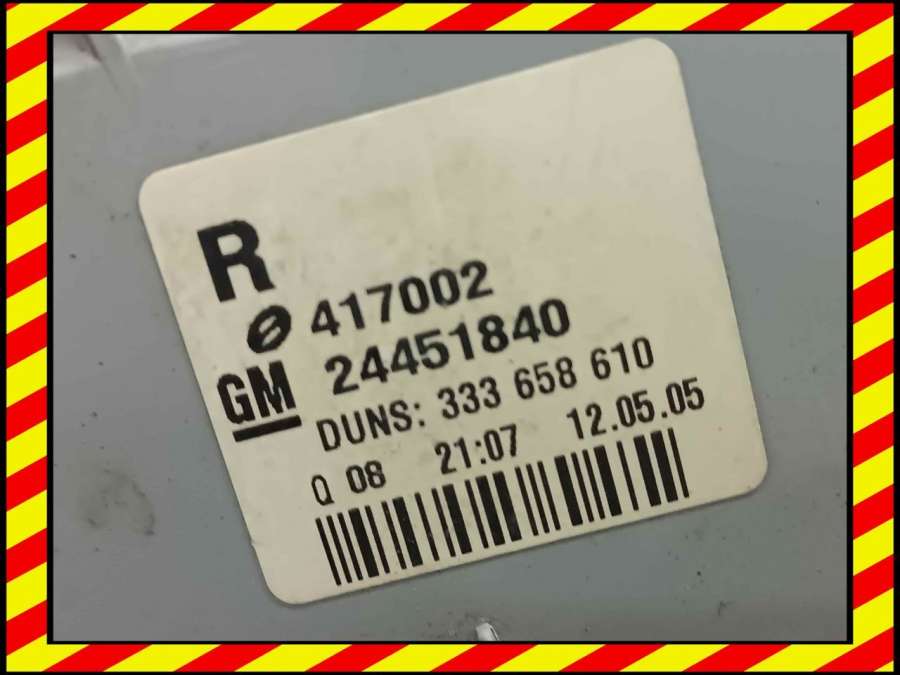 R
417002
GM 24451840
DUNS: 333 658 610
Q 08 21:07 12.05.05